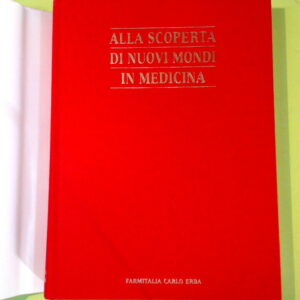 ALLA SCOPERTA
DI NUOVI MONDI
IN MEDICINA
FARMITALIA CARLO ERBA